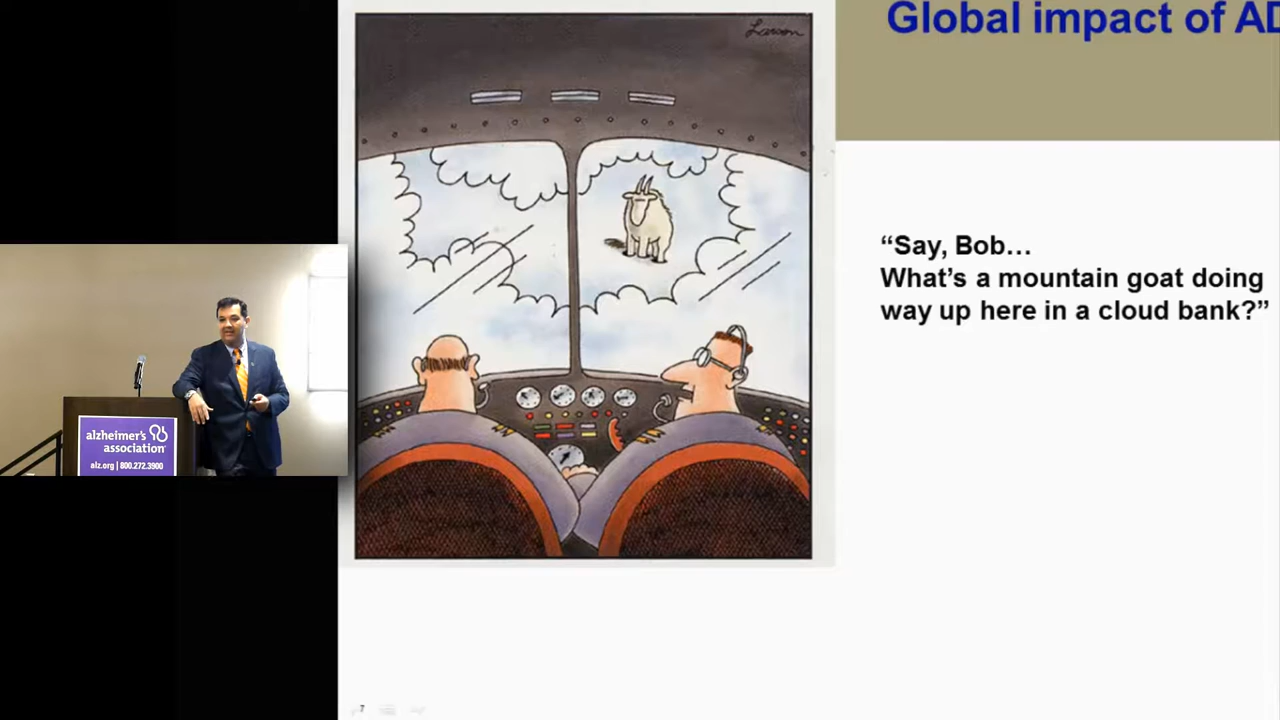 Larson
Global impact of AD
“Say, Bob…
What’s a mountain goat doing
way up here in a cloud bank?”
alzheimer's
association
alz.org | 800.272.3900
7